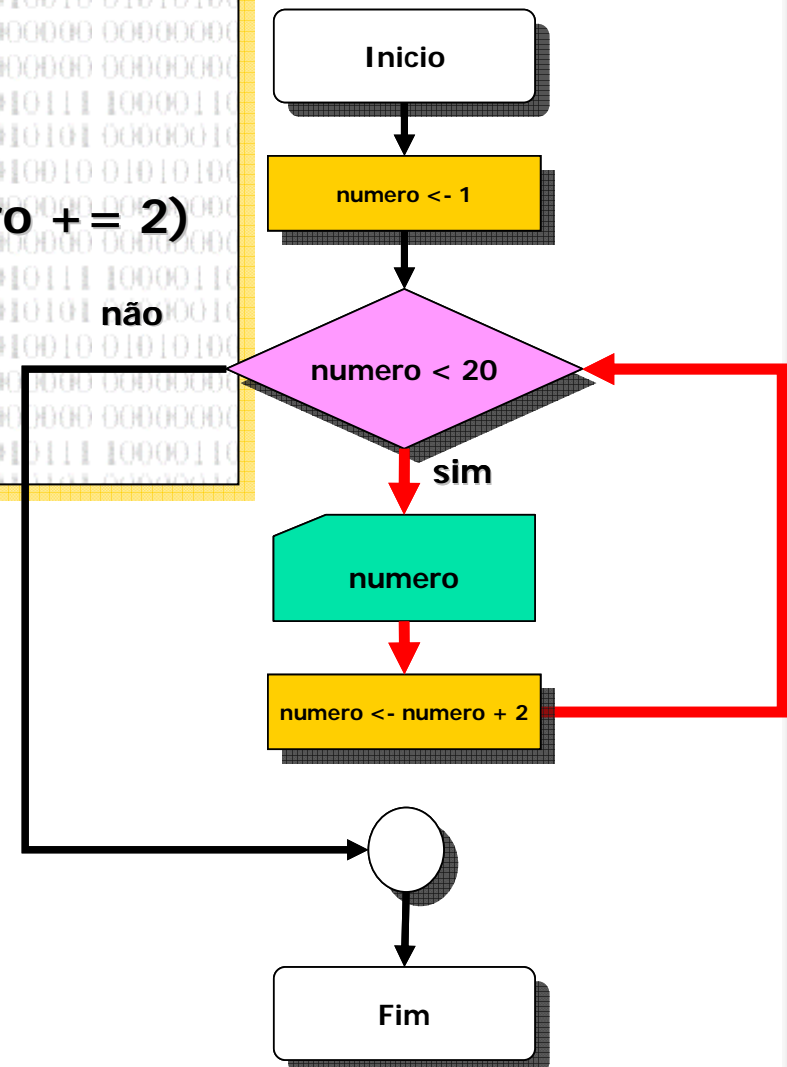 Inicio
numero <- 1
+= 2)
não
numero < 20
sim
numero
numero <- numero + 2
Fim